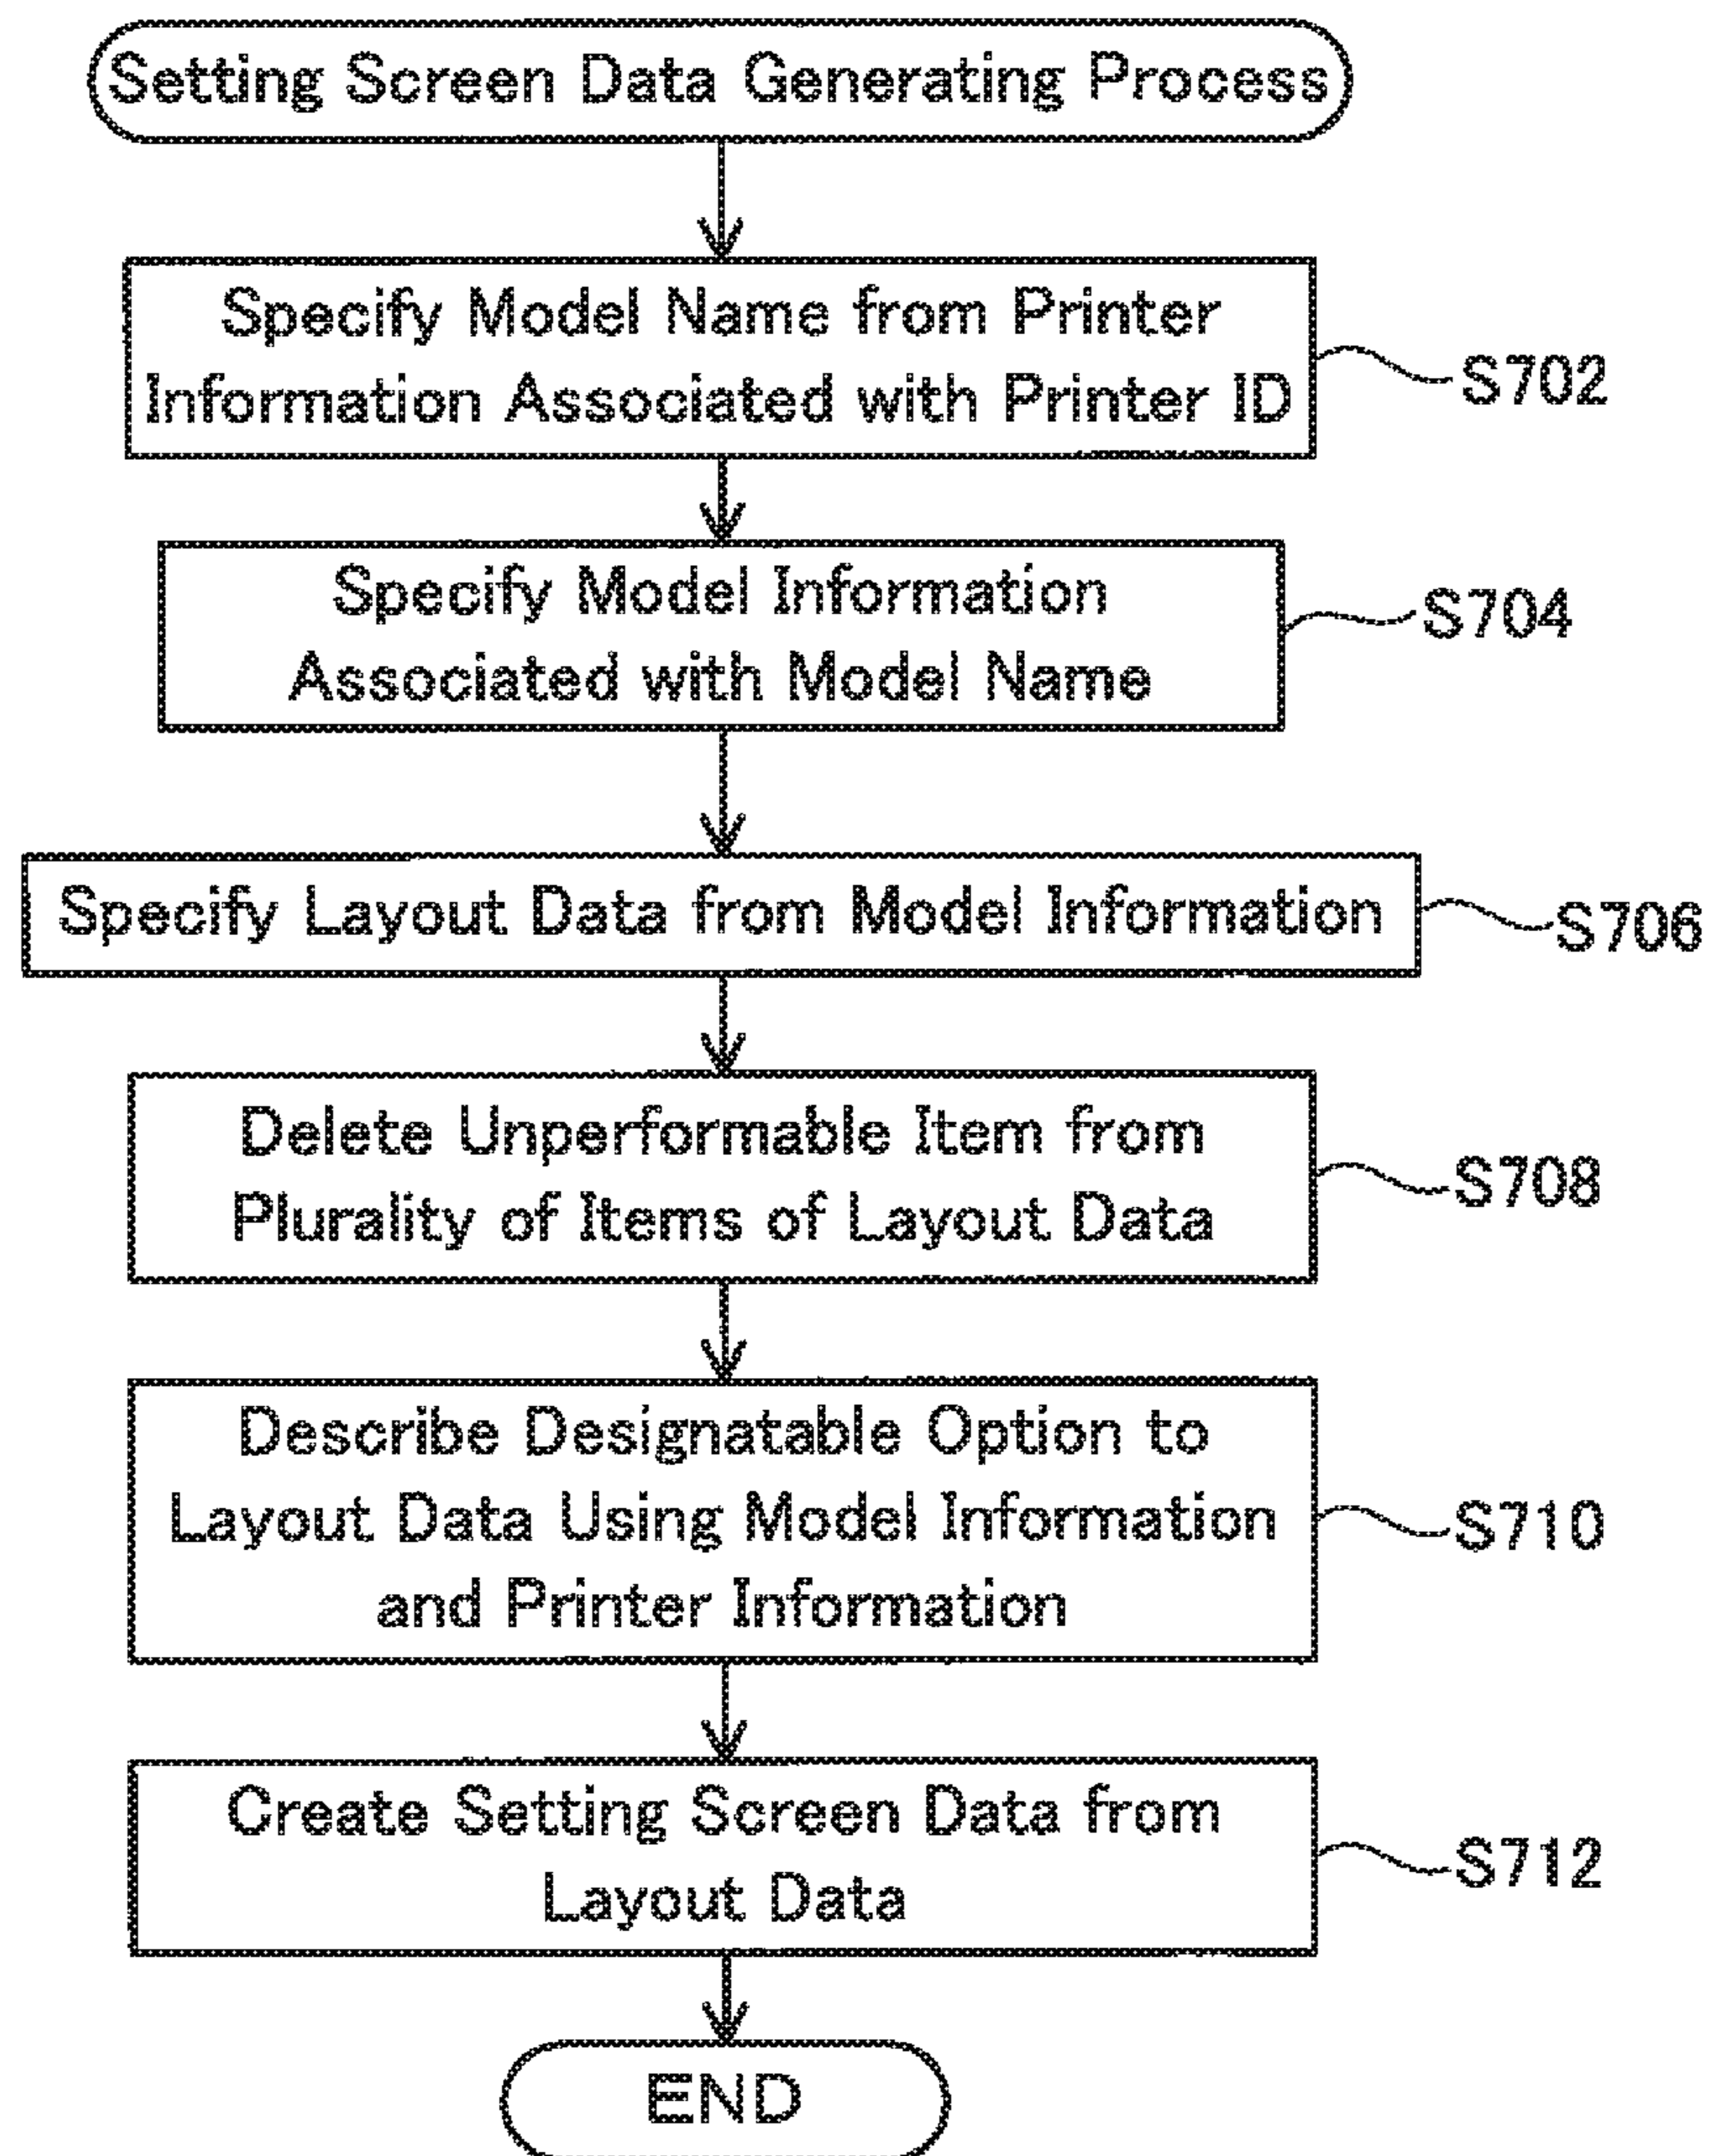 Setting Screen Data Generating Process
Specify Model Name from Printer
Information Associated with Printer ID
S702
Specify Model Information
Associated with Model Name
S704
Specify Layout Data from Model Information
S706
Delete Unperformable Item from
Plurality of Items of Layout Data
S708
Describe Designatable Option to
Layout Data Using Model Information
and Printer Information
S710
Create Setting Screen Data from
Layout Data
S712
END